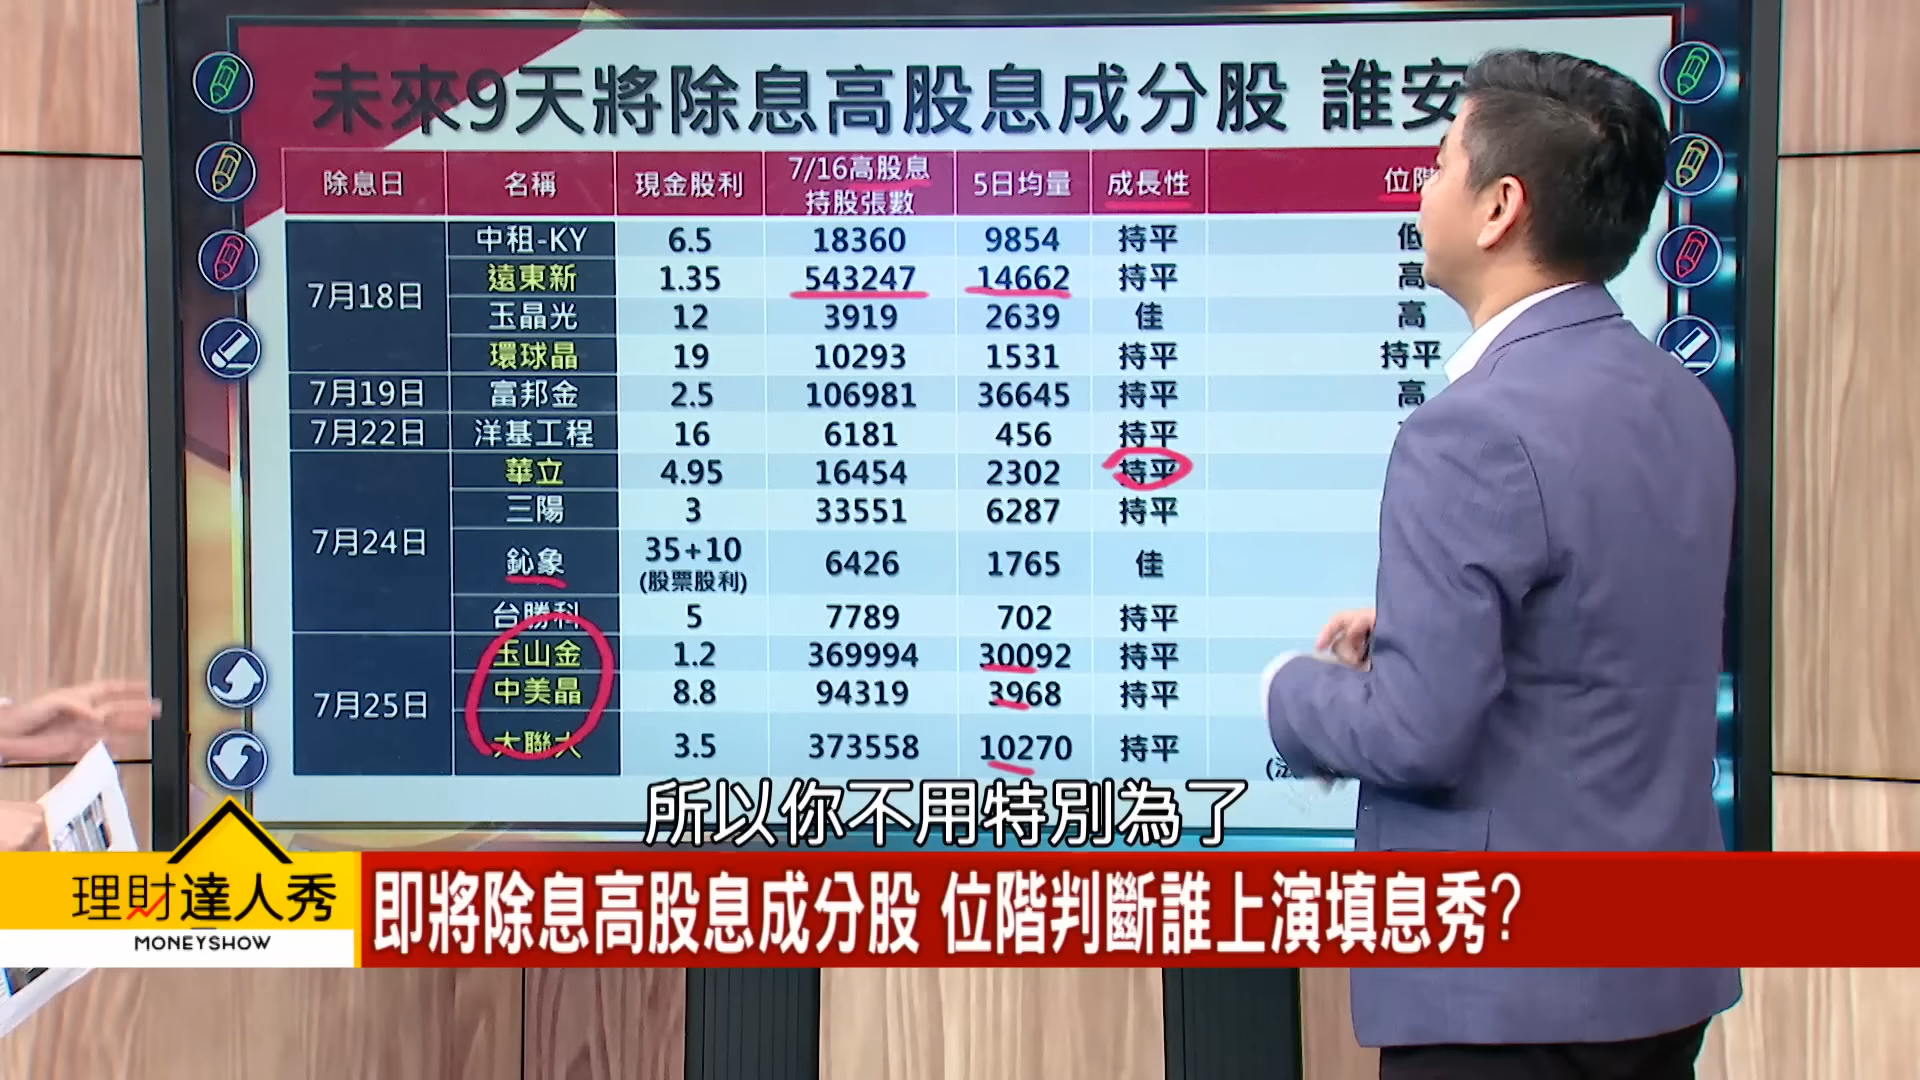 未來9天將除息高股息成分股 誰安
除息日 名稱 現金股利 7/16高股息持股張數 5日均量 成長性 位階
7月18日 中租-KY 6.5 18360 9854 持平
遠東新 1.35 543247 14662 持平 高
玉晶光 12 3919 2639 佳 高
環球晶 19 10293 1531 持平 持平
7月19日 富邦金 2.5 106981 36645 持平 高
7月22日 洋基工程 16 6181 456 持平
7月24日 華立 4.95 16454 2302 持平
三陽 3 33551 6287 持平
鈊象 35+10 (股票股利) 6426 1765 佳
台勝科 5 7789 702 持平
7月25日 玉山金 1.2 369994 30092 持平
中美晶 8.8 94319 3968 持平
大聯大 3.5 373558 10270 持平
所以你不用特別為了
理財達人秀
MONEYSHOW
即將除息高股息成分股 位階判斷誰上演填息秀?